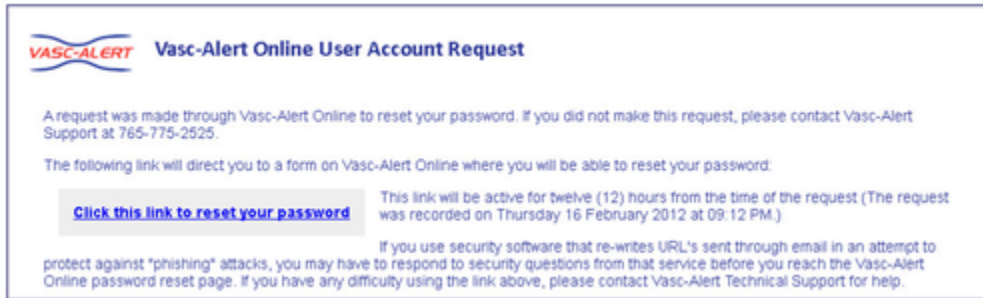 VASC-ALERT
Vasc-Alert Online User Account Request
A request was made through Vasc-Alert Online to reset your password. If you did not make this request, please contact Vasc-Alert
Support at 765-775-2525.
The following link will direct you to a form on Vasc-Alert Online where you will be able to reset your password:
Click this link to reset your password
This link will be active for twelve (12) hours from the time of the request (The request
was recorded on Thursday 16 February 2012 at 09:12 PM.)
If you use security software that re-writes URL's sent through email in an attempt to
protect against "phishing" attacks, you may have to respond to security questions from that service before you reach the Vasc-Alert
Online password reset page. If you have any difficulty using the link above, please contact Vasc-Alert Technical Support for help.